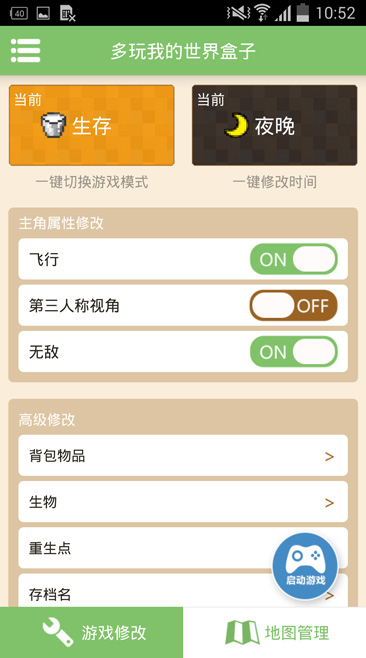 40 10:52
多玩我的世界盒子
当前
生存
当前
夜晚
一键切换游戏模式
一键修改时间
主角属性修改
飞行 ON
第三人称视角 OFF
无敌 ON
高级修改
背包物品 >
生物 >
重生点
存档名 >
启动游戏
游戏修改
地图管理